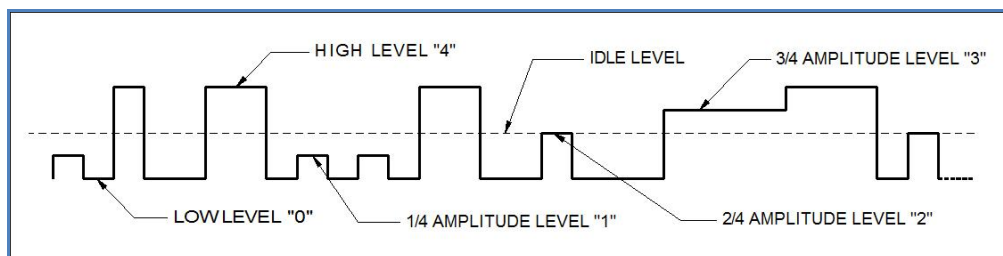 HIGH LEVEL "4"
IDLE LEVEL
3/4 AMPLITUDE LEVEL "3"
LOW LEVEL "0"
1/4 AMPLITUDE LEVEL "1"
2/4 AMPLITUDE LEVEL "2"